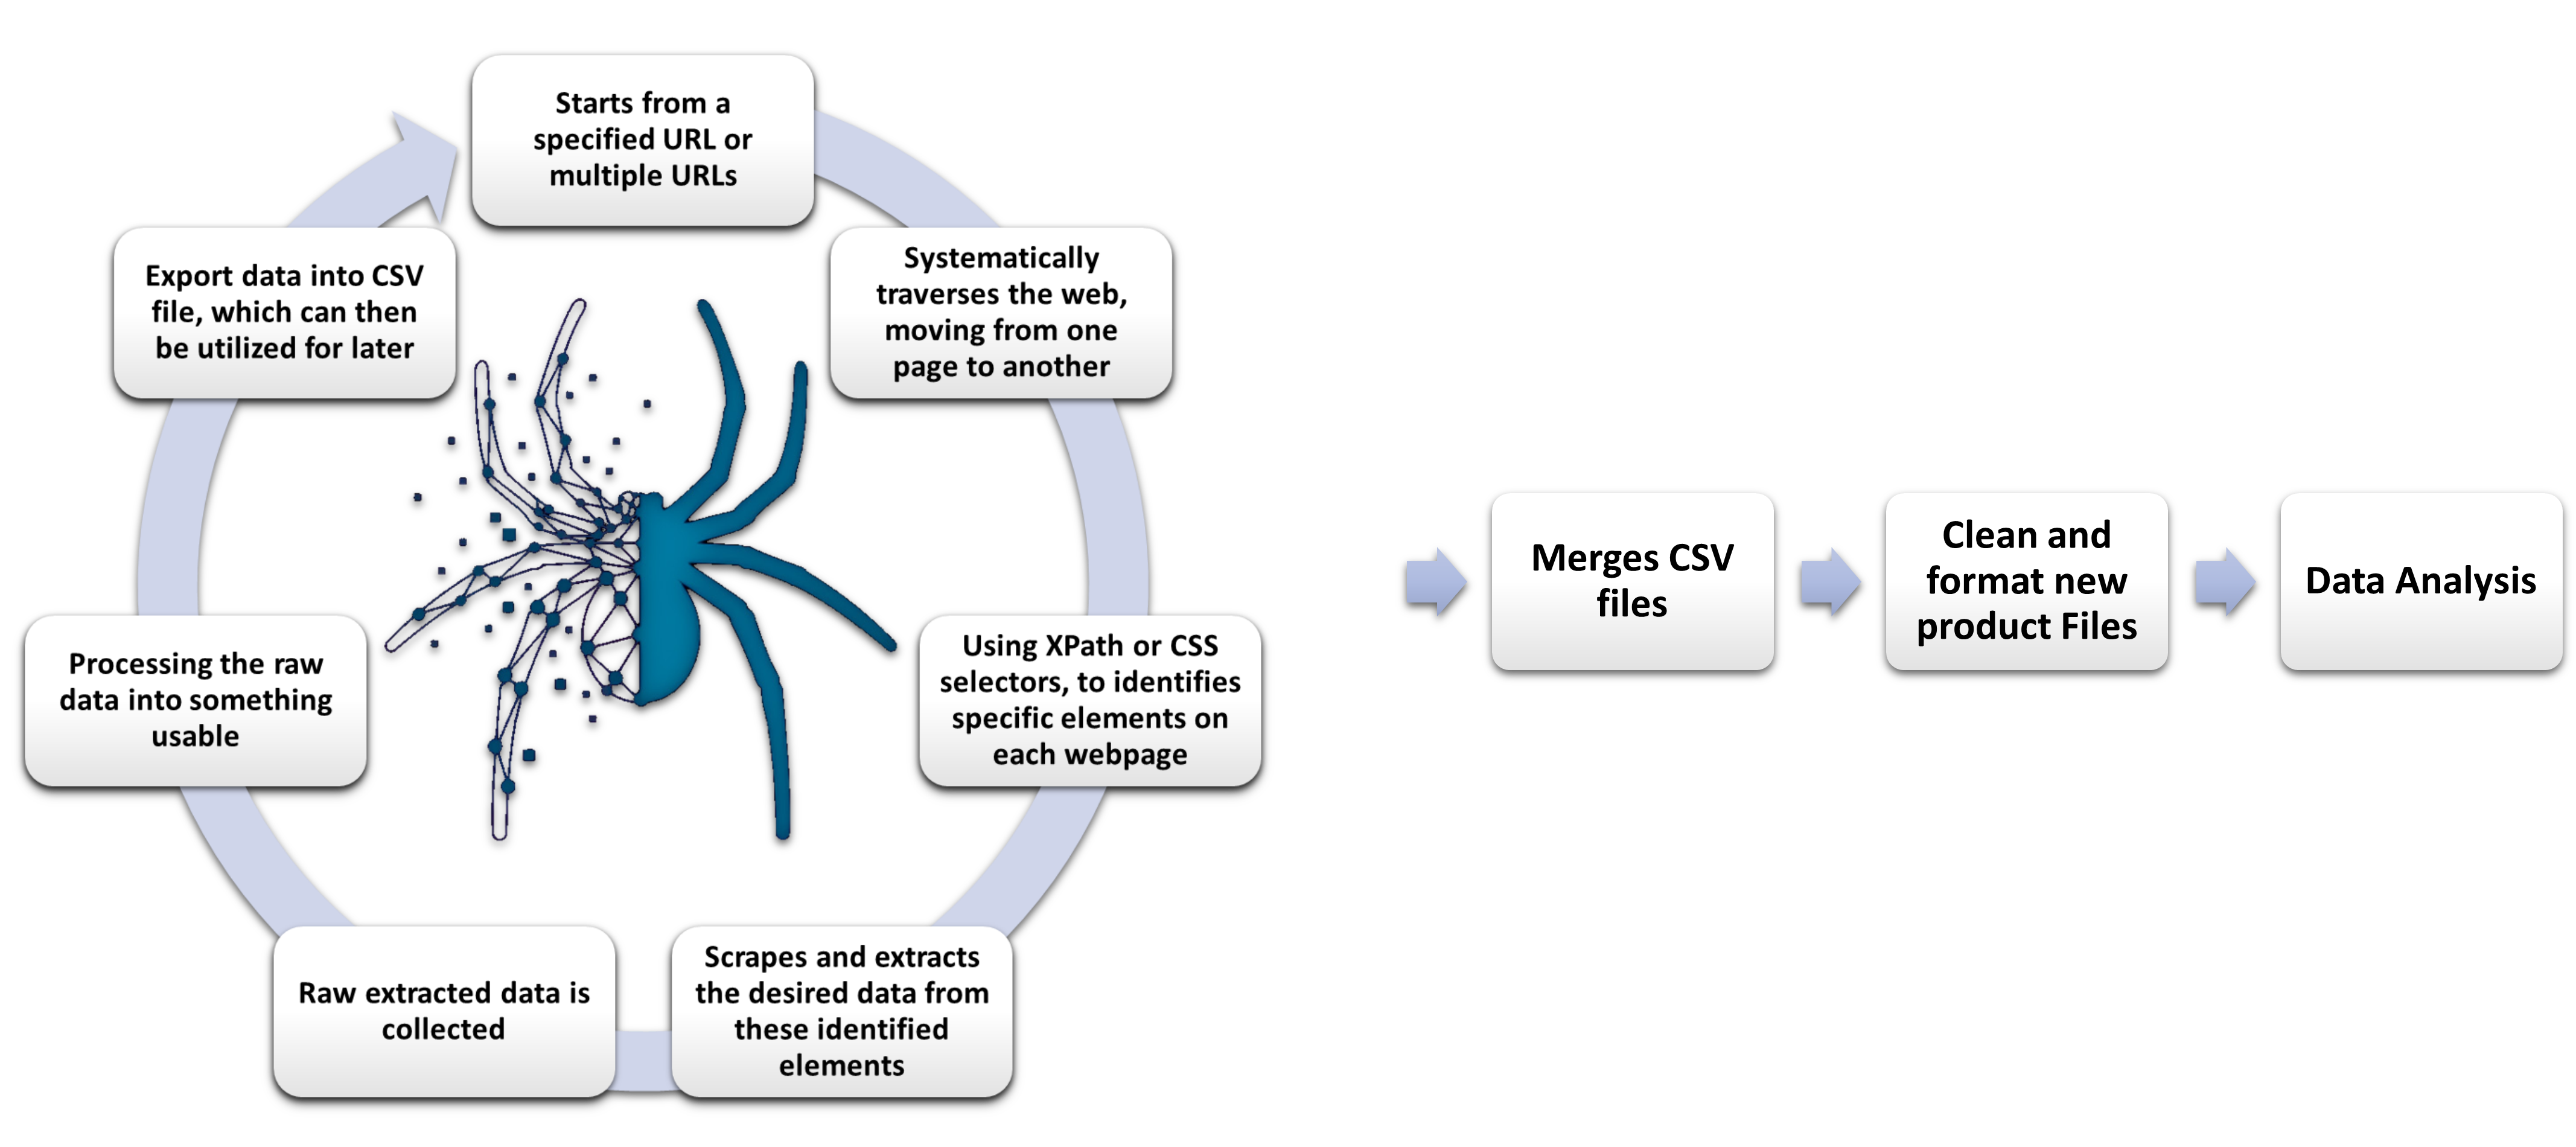 Starts from a
specified URL or
multiple URLs
Systematically
traverses the web,
moving from one
page to another
Using XPath or CSS
selectors, to identifies
specific elements on
each webpage
Scrapes and extracts
the desired data from
these identified
elements
Raw extracted data is
collected
Processing the raw
data into something
usable
Export data into CSV
file, which can then
be utilized for later
Merges CSV
files
Clean and
format new
product Files
Data Analysis